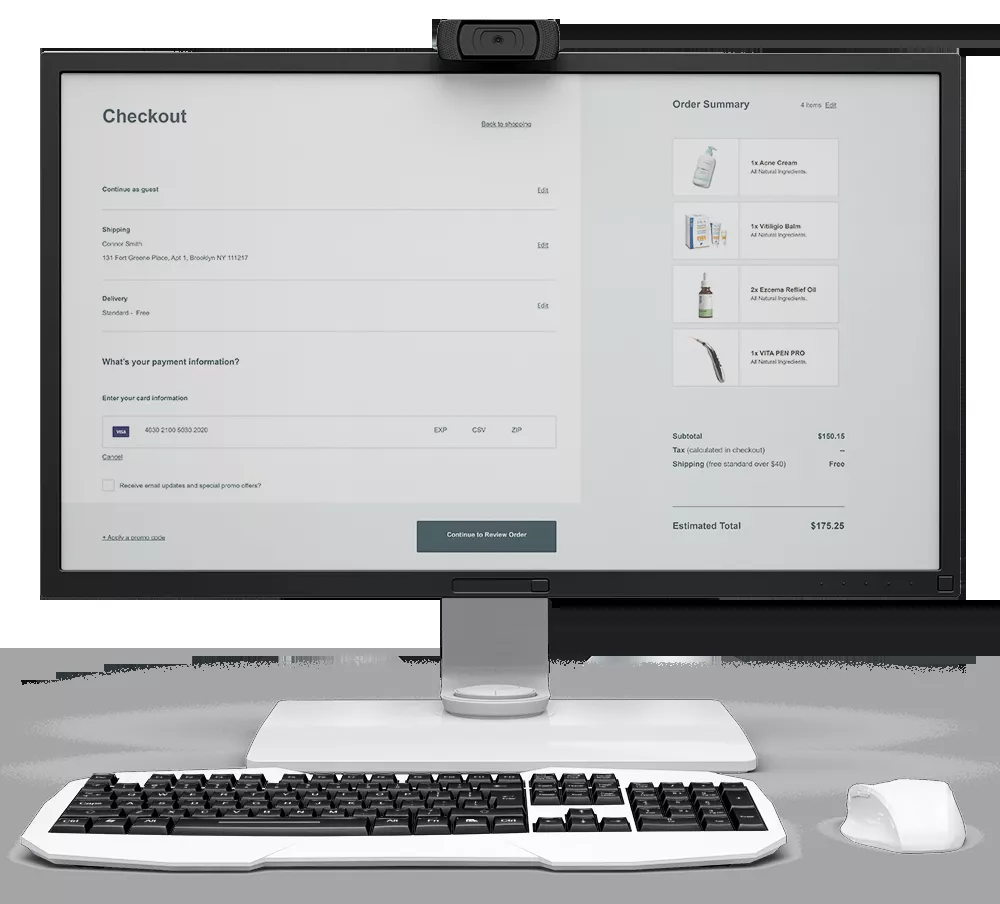 Checkout
Back to shopping
Continue as guest
Edit
Shipping
Connor Smith
131 Fort Greene Place, Apt 1, Brooklyn NY 111217
Edit
Delivery
Standard - Free
Edit
What's your payment information?
Enter your card information
VISA
4030 2100 5030 2020
EXP CSV ZIP
Cancel
Receive email updates and special promo offers?
+ Apply a promo code
Continue to Review Order
Order Summary
4 items Edit
1x Acne Cream
All Natural Ingredients.
1x Vitiligio Balm
All Natural Ingredients.
2x Eczema Reflief Oil
All Natural Ingredients.
1x VITA PEN PRO
All Natural Ingredients.
Subtotal $150.15
Tax (calculated in checkout) --
Shipping (free standard over $40) Free
Estimated Total $175.25